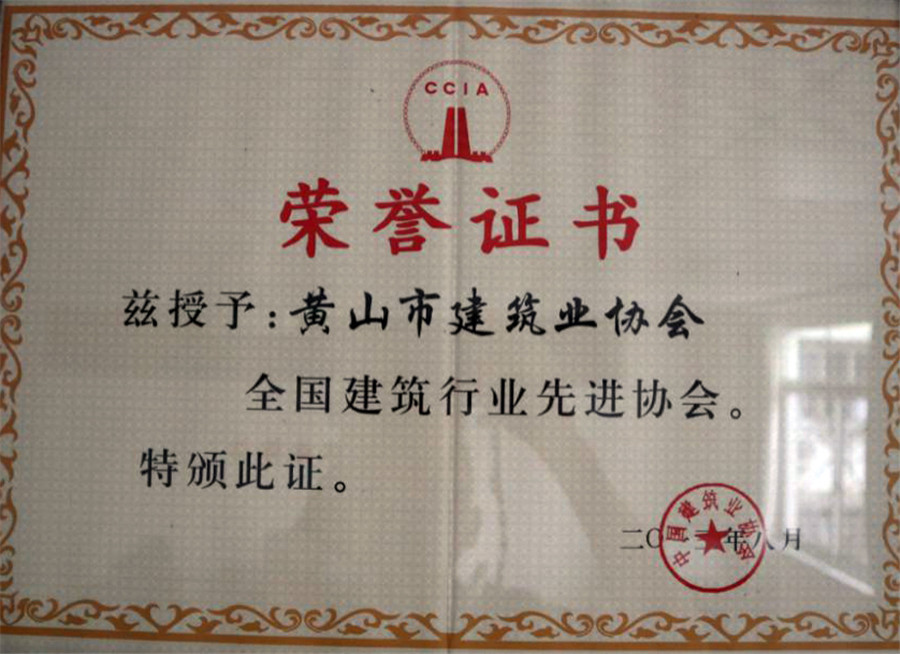 CCIA
荣誉证书
兹授予:黄山市建筑业协会
全国建筑行业先进协会。
特颁此证。
中国建筑业协会
年八月